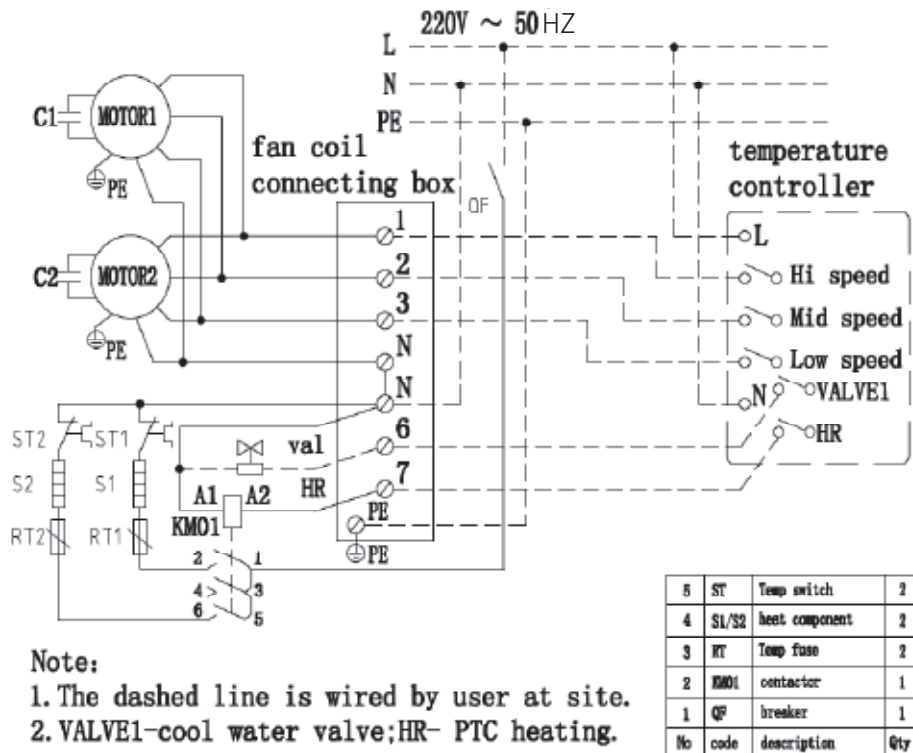 220V ~ 50HZ
L
N
PE
C1
MOTOR1
PE
fan coil
connecting box
QF
temperature
controller
C2
MOTOR2
PE
1
2
3
N
N
6
7
PE
PE
L
Hi speed
Mid speed
Low speed
N
VALVE1
HR
ST2
ST1
S2
S1
RT2
RT1
val
HR
A1
A2
KM01
2
1
4
3
6
5
5 ST Temp switch 2
4 S1/S2 heet component 2
3 RT Temp fuse 2
2 KM01 contactor 1
1 QF breaker 1
No code description Qty
Note:
1. The dashed line is wired by user at site.
2. VALVE1-cool water valve;HR- PTC heating.